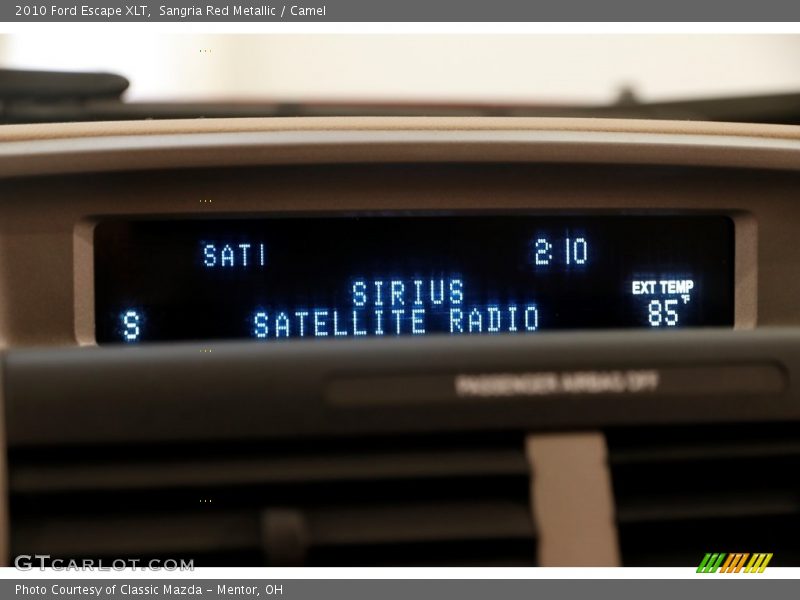 2010 Ford Escape XLT, Sangria Red Metallic / Camel
SAT1 2:10
SIRIUS
EXT TEMP
S SATELLITE RADIO 85°F
PASSENGER AIRBAG OFF
GTCARLOT.COM
Photo Courtesy of Classic Mazda - Mentor, OH